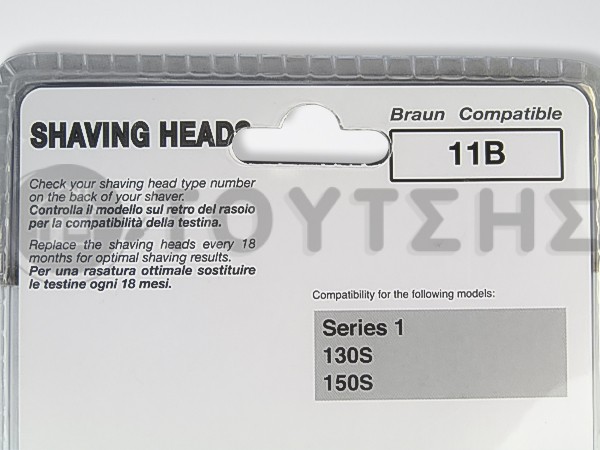 SHAVING HEADS
Check your shaving head type number
on the back of your shaver.
Controlla il modello sul retro del rasoio
per la compatibilità della testina.
Replace the shaving heads every 18
months for optimal shaving results.
Per una rasatura ottimale sostituire
le testine ogni 18 mesi.
Braun Compatible
11B
ΓΟΥΤΣΗΣ
Compatibility for the following models:
Series 1
130S
150S